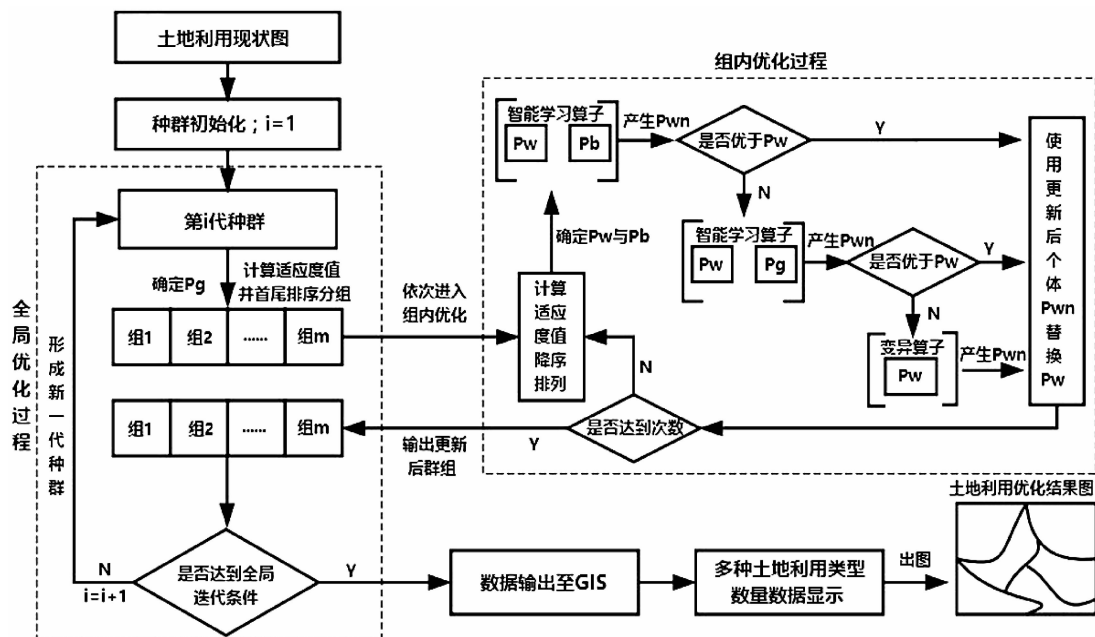 土地利用现状图
种群初始化；i=1
第i代种群
确定Pg
计算适应度值
并首尾排序分组
组1 组2 …… 组m
全局优化过程
形成新一代种群
依次进入
组内优化
组内优化过程
计算
适应
度值
降序
排列
确定Pw与Pb
智能学习算子
Pw Pb
产生Pwn
是否优于Pw
Y
N
智能学习算子
Pw Pg
产生Pwn
是否优于Pw
Y
N
变异算子
Pw
产生Pwn
使
用
更
新
后
个
体
Pwn
替
换
Pw
是否达到次数
N
Y
输出更新
后群组
组1 组2 …… 组m
是否达到全局
迭代条件
N
i=i+1
Y
数据输出至GIS
多种土地利用类型
数量数据显示
出图
土地利用优化结果图